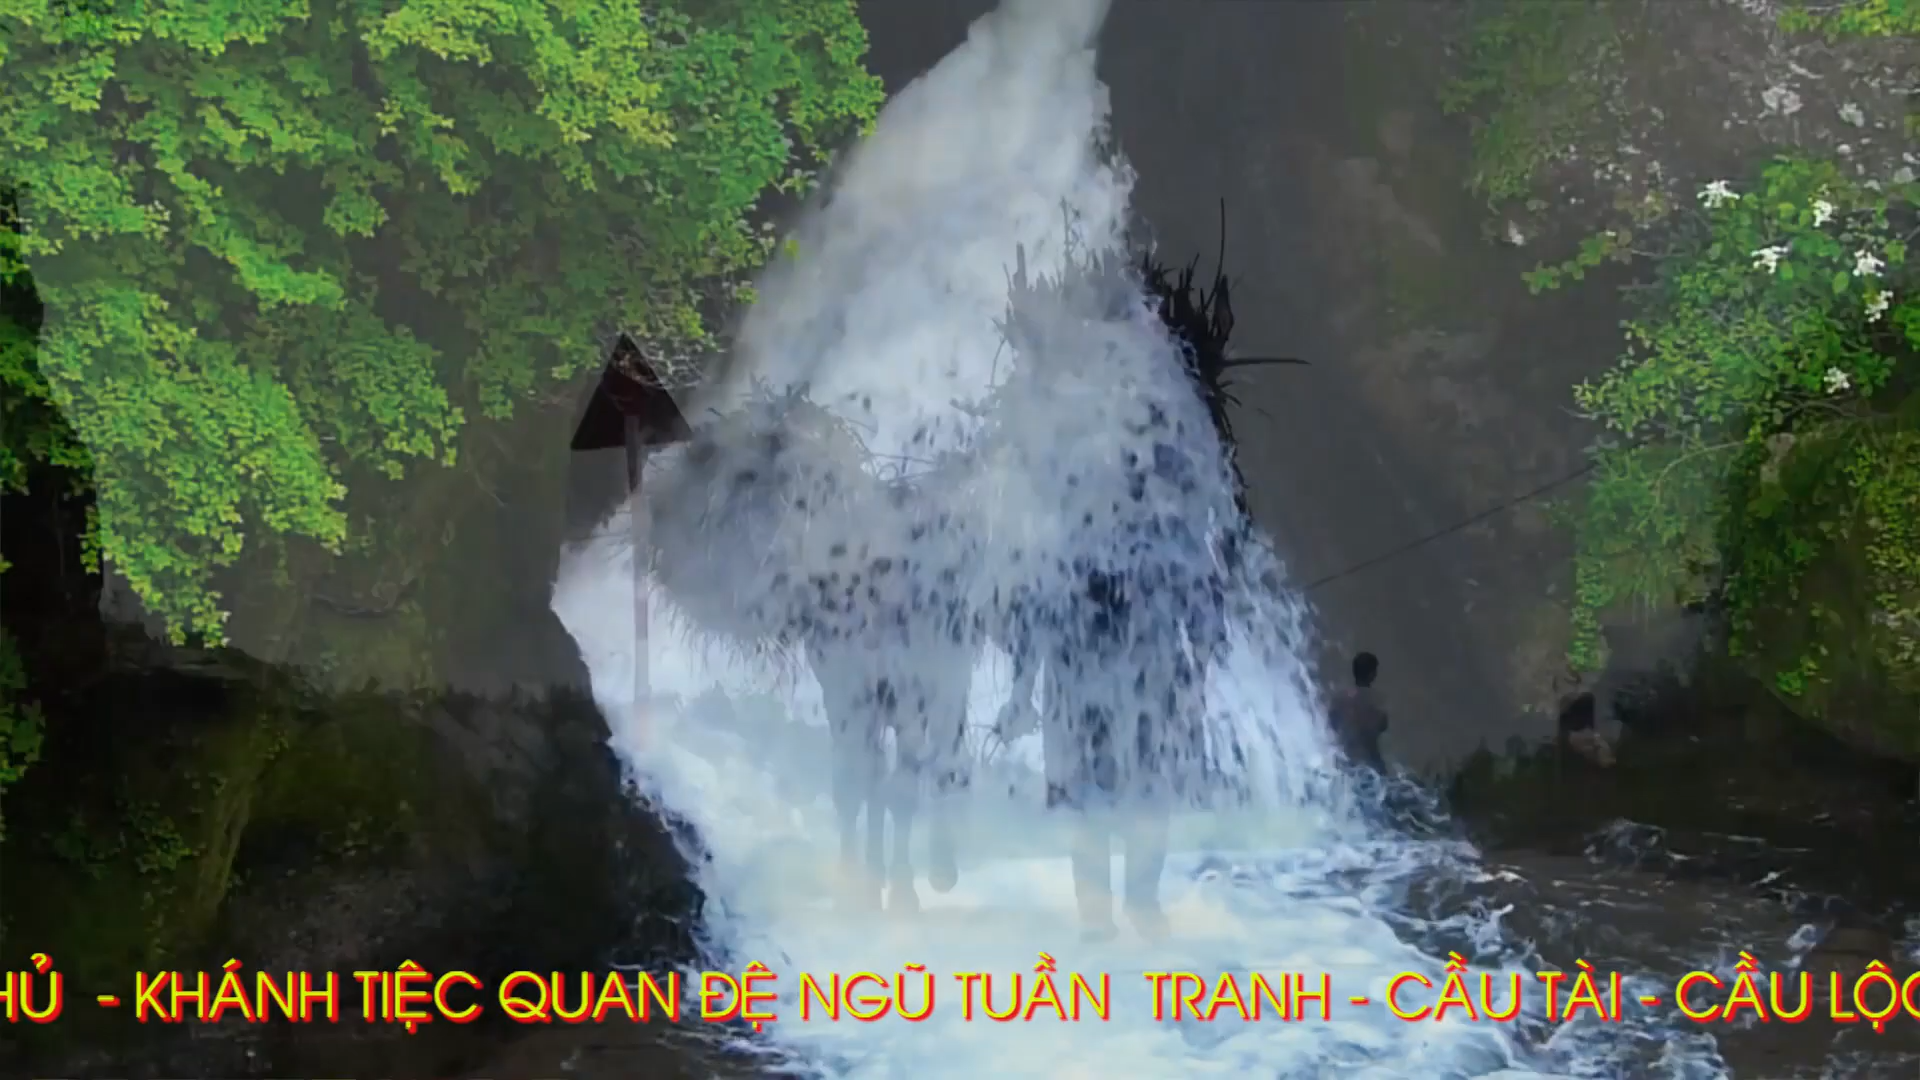 HỦ - KHÁNH TIỆC QUAN ĐỆ NGŨ TUẦN TRANH - CẦU TÀI - CẦU LỘC